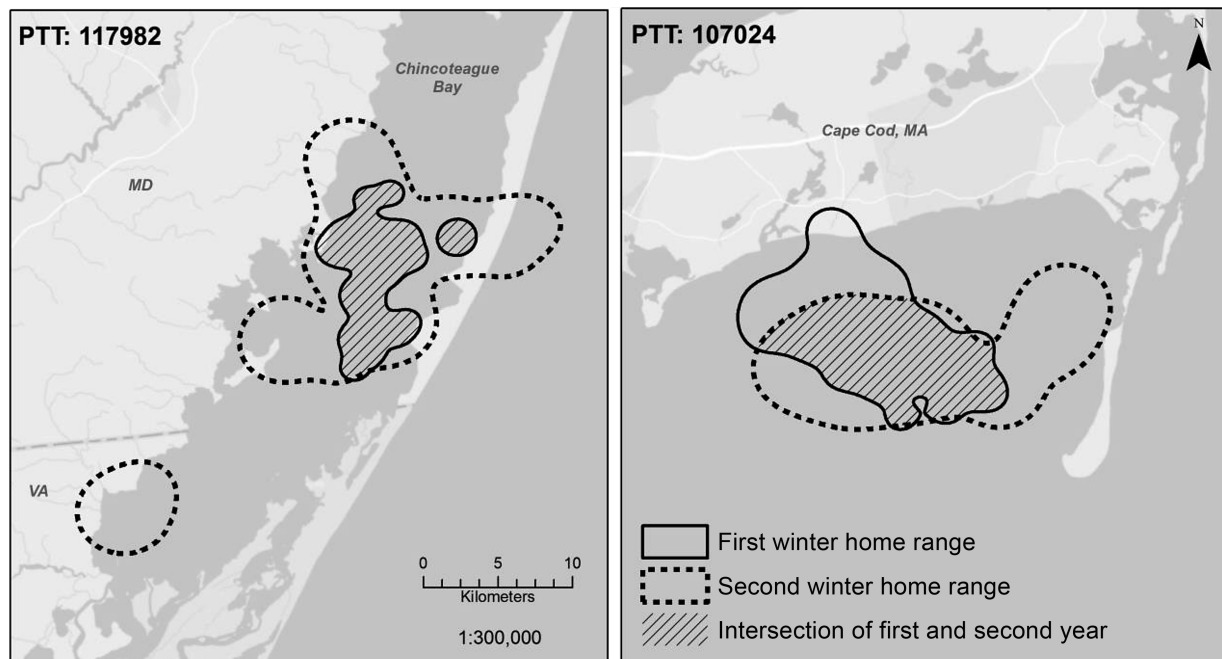 PTT: 117982
Chincoteague
Bay
MD
VA
0 5 10
Kilometers
1:300,000
PTT: 107024
N
Cape Cod, MA
First winter home range
Second winter home range
Intersection of first and second year